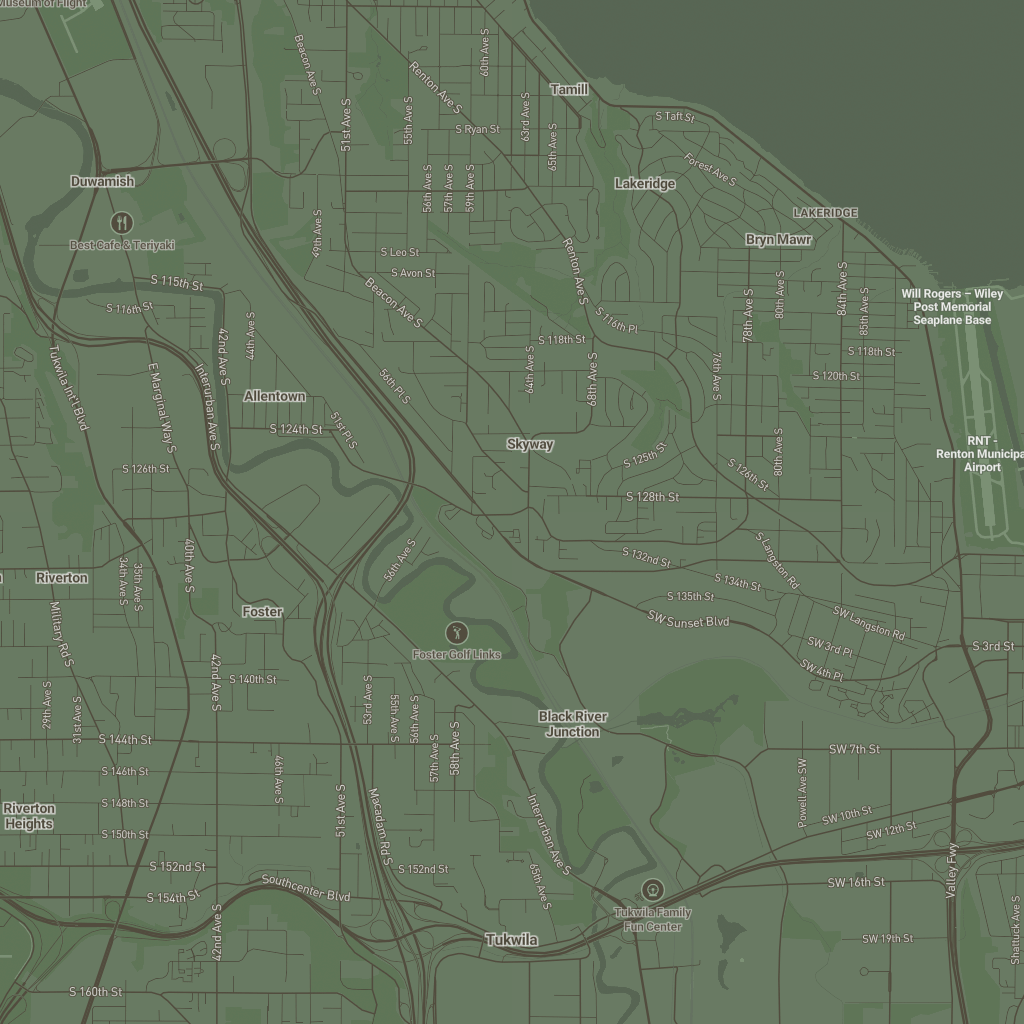 Museum of Flight
60th Ave S
Beacon Ave S
Renton Ave S
Tamill
51st Ave S
55th Ave S
63rd Ave S
S Taft St
S Ryan St
65th Ave S
Forest Ave S
Duwamish
56th Ave S
57th Ave S
59th Ave S
Lakeridge
LAKERIDGE
Best Cafe & Teriyaki
49th Ave S
Bryn Mawr
S Leo St
Renton Ave S
S Avon St
S 115th St
Beacon Ave S
78th Ave S
80th Ave S
84th Ave S
85th Ave S
Will Rogers – Wiley
Post Memorial
Seaplane Base
S 116th St
S 116th Pl
42nd Ave S
44th Ave S
S 118th St
S 118th St
Tukwila Int'l Blvd
E Marginal Way S
Interurban Ave S
56th Pl S
64th Ave S
68th Ave S
76th Ave S
S 120th St
Allentown
51st Pl S
S 124th St
Skyway
S 125th St
80th Ave S
RNT -
Renton Municipa
Airport
S 126th St
S 126th St
S 128th St
34th Ave S
35th Ave S
40th Ave S
56th Ave S
S 132nd St
S Langston Rd
Riverton
S 134th St
S 135th St
Foster
Military Rd S
SW Sunset Blvd
SW Langston Rd
Foster Golf Links
SW 3rd Pl
S 3rd St
SW 4th Pl
42nd Ave S
S 140th St
29th Ave S
31st Ave S
53rd Ave S
55th Ave S
56th Ave S
Black River
Junction
S 144th St
57th Ave S
58th Ave S
SW 7th St
S 146th St
46th Ave S
Powell Ave SW
S 148th St
Riverton
Heights
51st Ave S
Macadam Rd S
Interurban Ave S
SW 10th St
SW 12th St
S 150th St
S 152nd St
S 152nd St
65th Ave S
SW 16th St
Valley Fwy
S 154th St
Southcenter Blvd
Tukwila Family
Fun Center
42nd Ave S
Tukwila
SW 19th St
Shattuck Ave S
S 160th St